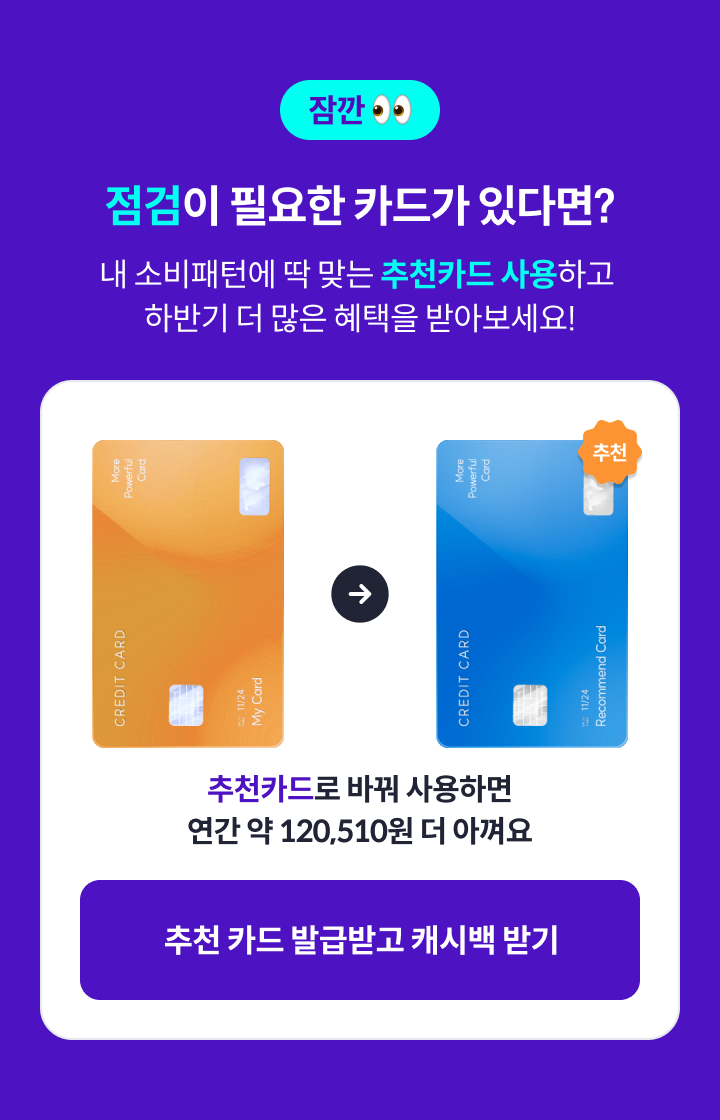 잠깐 👀
점검이 필요한 카드가 있다면?
내 소비패턴에 딱 맞는 추천카드 사용하고
하반기 더 많은 혜택을 받아보세요!
More
Powerful
Card
CREDIT CARD
11/24
My Card
추천
More
Powerful
Card
CREDIT CARD
11/24
Recommend Card
추천카드로 바꿔 사용하면
연간 약 120,510원 더 아껴요
추천 카드 발급받고 캐시백 받기